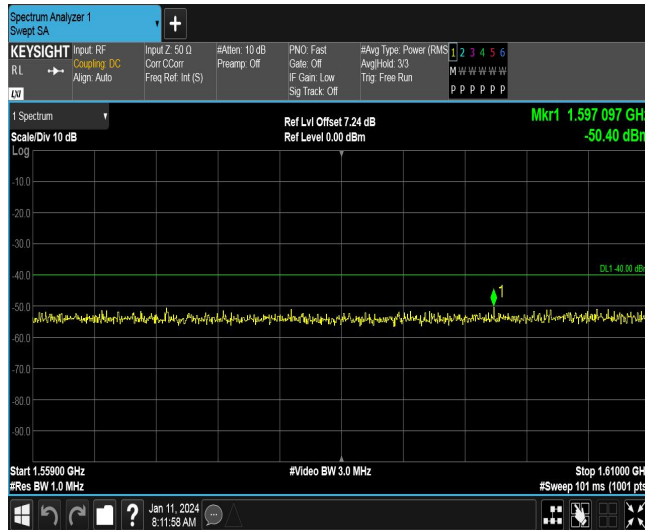 Spectrum Analyzer 1
Swept SA
+
KEYSIGHT
RL
LXI
Input: RF
Coupling: DC
Align: Auto
Input Z: 50 Ω
Corr CCorr
Freq Ref: Int (S)
#Atten: 10 dB
Preamp: Off
PNO: Fast
Gate: Off
IF Gain: Low
Sig Track: Off
#Avg Type: Power (RMS
Avg|Hold: 3/3
Trig: Free Run
1 2 3 4 5 6
M W W W W W
P P P P P P
1 Spectrum
Scale/Div 10 dB
Ref Lvl Offset 7.24 dB
Ref Level 0.00 dBm
Mkr1 1.597 097 GH
-50.40 dBm
Log
-10.0
-20.0
-30.0
-40.0
-50.0
-60.0
-70.0
-80.0
-90.0
DL1 -40.00 dB
1
Start 1.55900 GHz
#Res BW 1.0 MHz
#Video BW 3.0 MHz
Stop 1.61000 GH
#Sweep 101 ms (1001 pts
?
Jan 11, 2024
8:11:58 AM